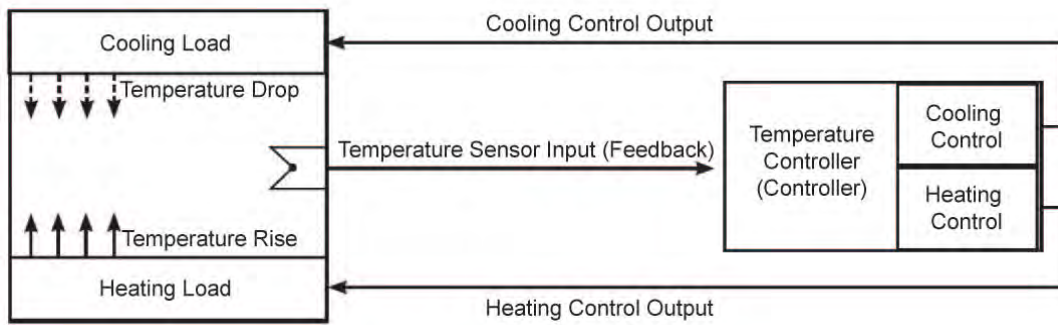 Cooling Load
Cooling Control Output
Temperature Drop
Temperature Sensor Input (Feedback)
Temperature
Controller
(Controller)
Cooling
Control
Heating
Control
Temperature Rise
Heating Load
Heating Control Output